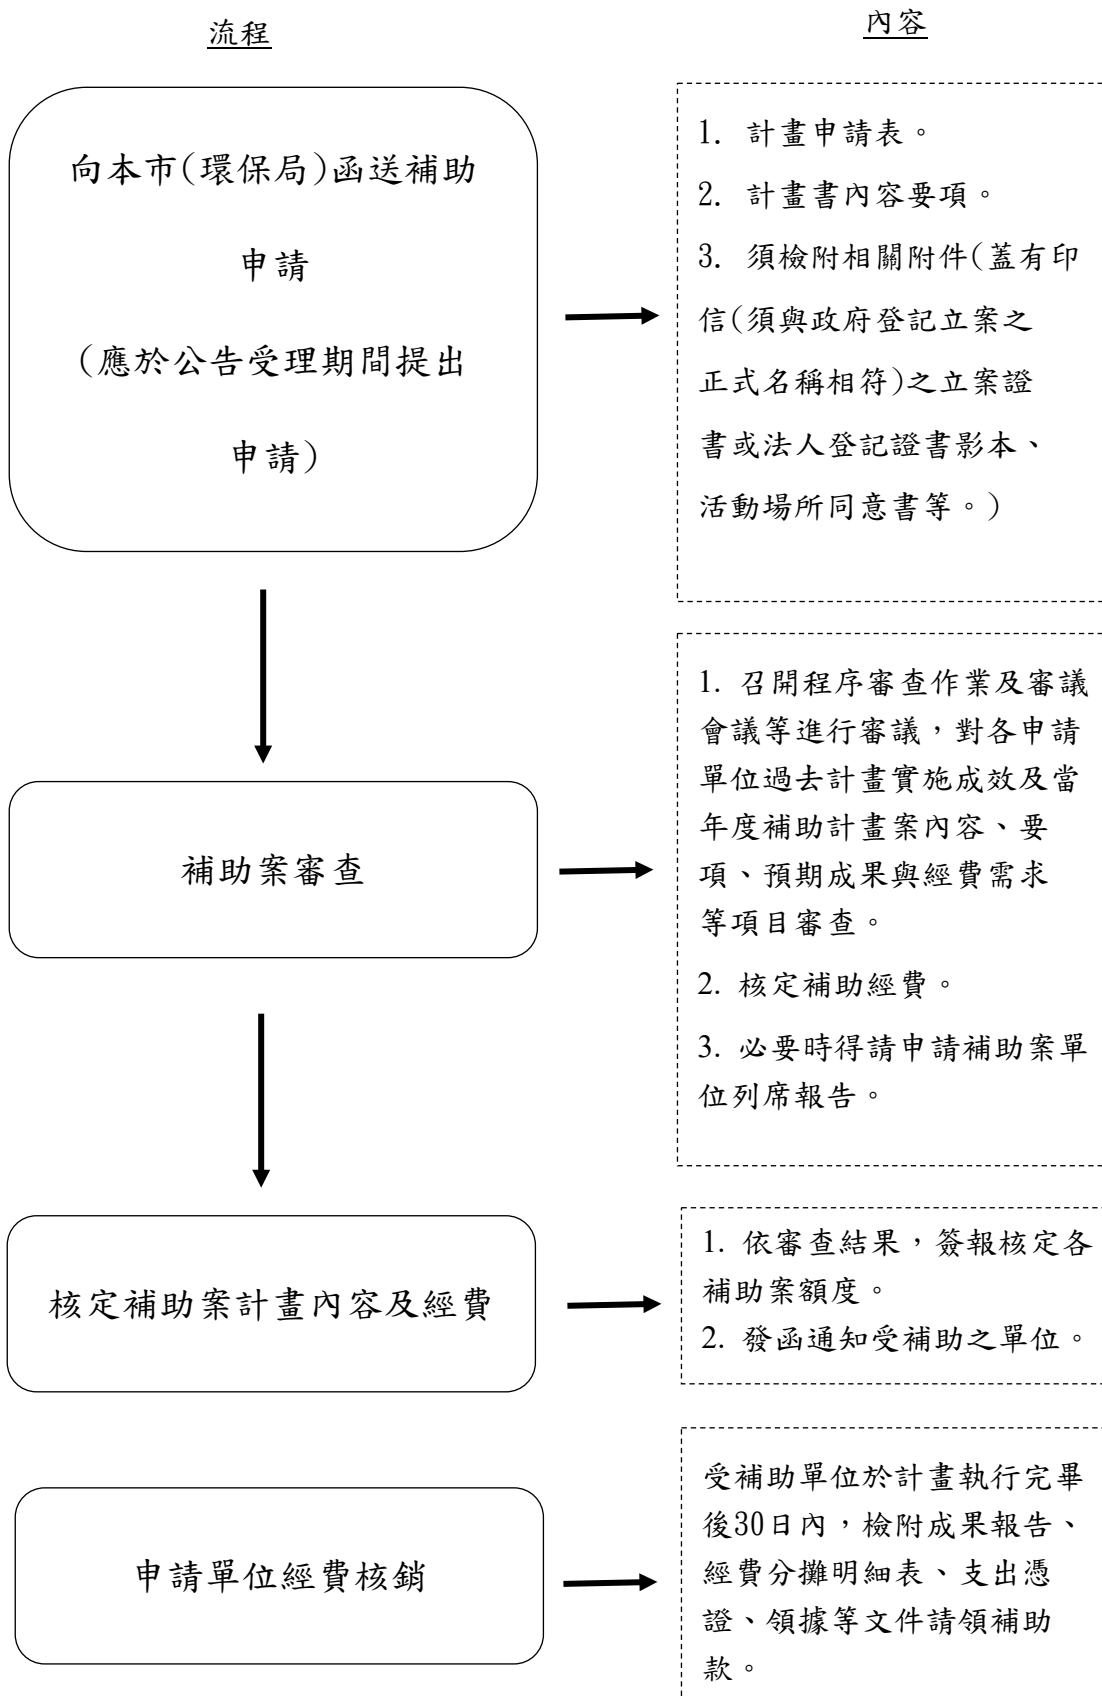 流程
內容
向本市(環保局)函送補助
申請
(應於公告受理期間提出
申請)
1. 計畫申請表。
2. 計畫書內容要項。
3. 須檢附相關附件(蓋有印
信(須與政府登記立案之
正式名稱相符)之立案證
書或法人登記證書影本、
活動場所同意書等。)
補助案審查
1. 召開程序審查作業及審議
會議等進行審議，對各申請
單位過去計畫實施成效及當
年度補助計畫案內容、要
項、預期成果與經費需求
等項目審查。
2. 核定補助經費。
3. 必要時得請申請補助案單
位列席報告。
核定補助案計畫內容及經費
1. 依審查結果，簽報核定各
補助案額度。
2. 發函通知受補助之單位。
申請單位經費核銷
受補助單位於計畫執行完畢
後30日內，檢附成果報告、
經費分攤明細表、支出憑
證、領據等文件請領補助
款。